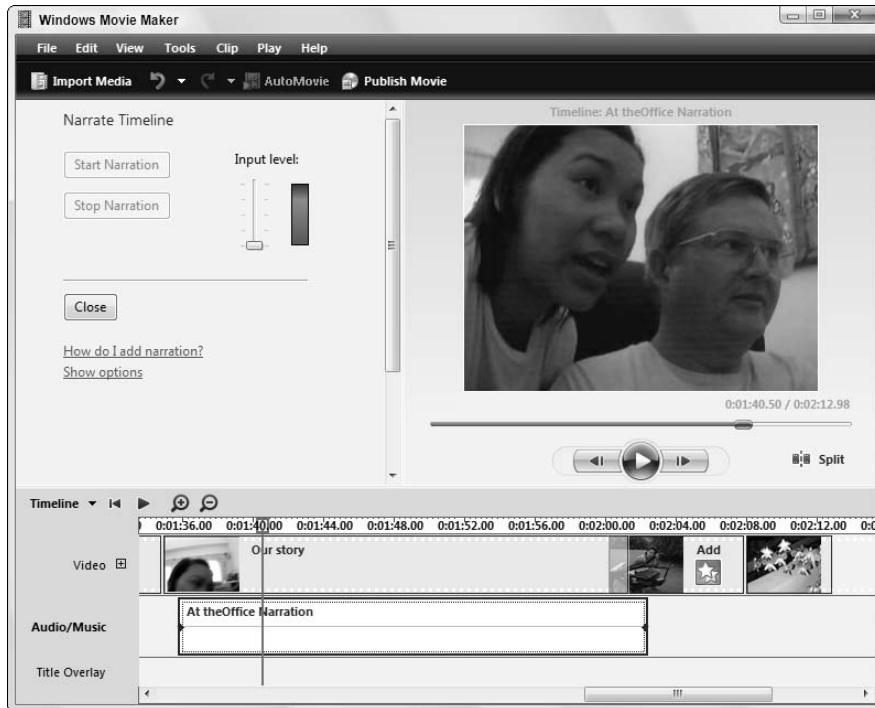 Windows Movie Maker
File Edit View Tools Clip Play Help
Import Media AutoMovie Publish Movie
Narrate Timeline
Start Narration
Input level:
Stop Narration
Close
How do I add narration?
Show options
Timeline: At theOffice Narration
0:01:40.50 / 0:02:12.98
Split
Timeline
0:01:36.00 0:01:40.00 0:01:44.00 0:01:48.00 0:01:52.00 0:01:56.00 0:02:00.00 0:02:04.00 0:02:08.00 0:02:12.00
Video Our story Add
At theOffice Narration
Audio/Music
Title Overlay